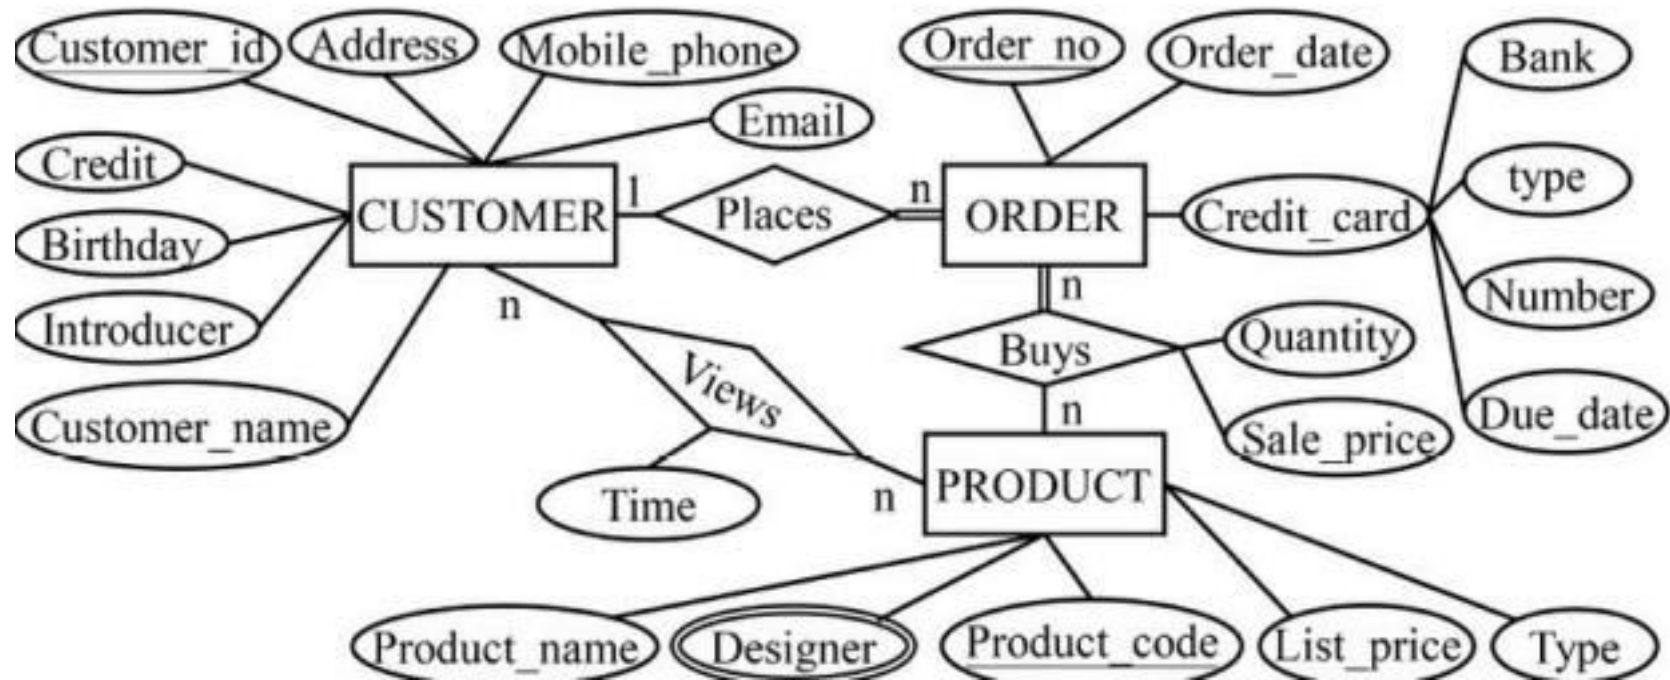 Customer_id
Address
Mobile_phone
Order_no
Order_date
Bank
Email
Credit
type
CUSTOMER
1
Places
n
ORDER
Credit_card
Birthday
n
n
Number
Introducer
Quantity
Views
Buys
Customer_name
n
Sale_price
Due_date
Time
n
PRODUCT
Product_name
Designer
Product_code
List_price
Type